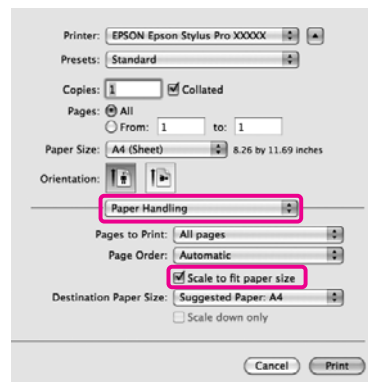 Printer: EPSON Epson Stylus Pro XXXXX
Presets: Standard
Copies: 1 Collated
Pages: All
From: 1 to: 1
Paper Size: A4 (Sheet) 8.26 by 11.69 inches
Orientation:
Paper Handling
Pages to Print: All pages
Page Order: Automatic
Scale to fit paper size
Destination Paper Size: Suggested Paper: A4
Scale down only
Cancel Print